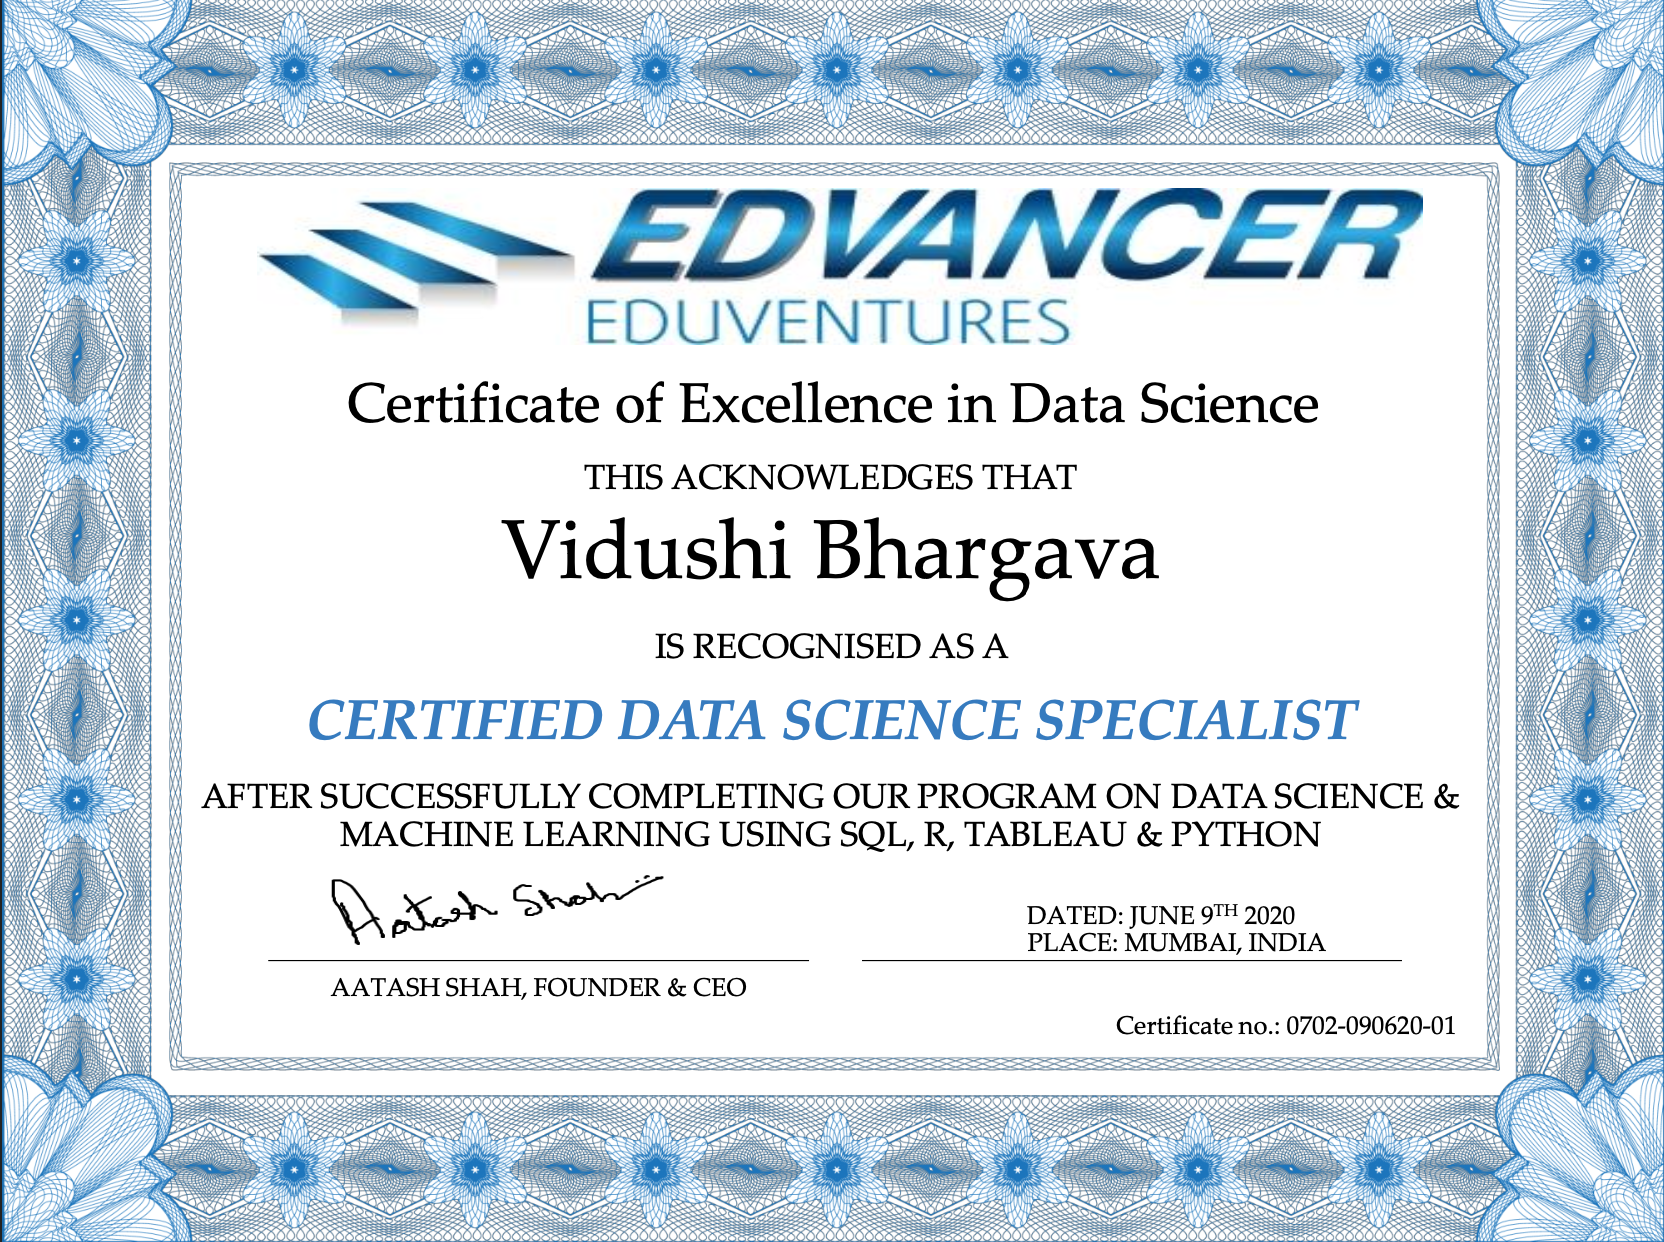 EDVANCER
EDUVENTURES
Certificate of Excellence in Data Science
THIS ACKNOWLEDGES THAT
Vidushi Bhargava
IS RECOGNISED AS A
CERTIFIED DATA SCIENCE SPECIALIST
AFTER SUCCESSFULLY COMPLETING OUR PROGRAM ON DATA SCIENCE &
MACHINE LEARNING USING SQL, R, TABLEAU & PYTHON
Aatash Shah
DATED: JUNE 9TH 2020
PLACE: MUMBAI, INDIA
AATASH SHAH, FOUNDER & CEO
Certificate no.: 0702-090620-01